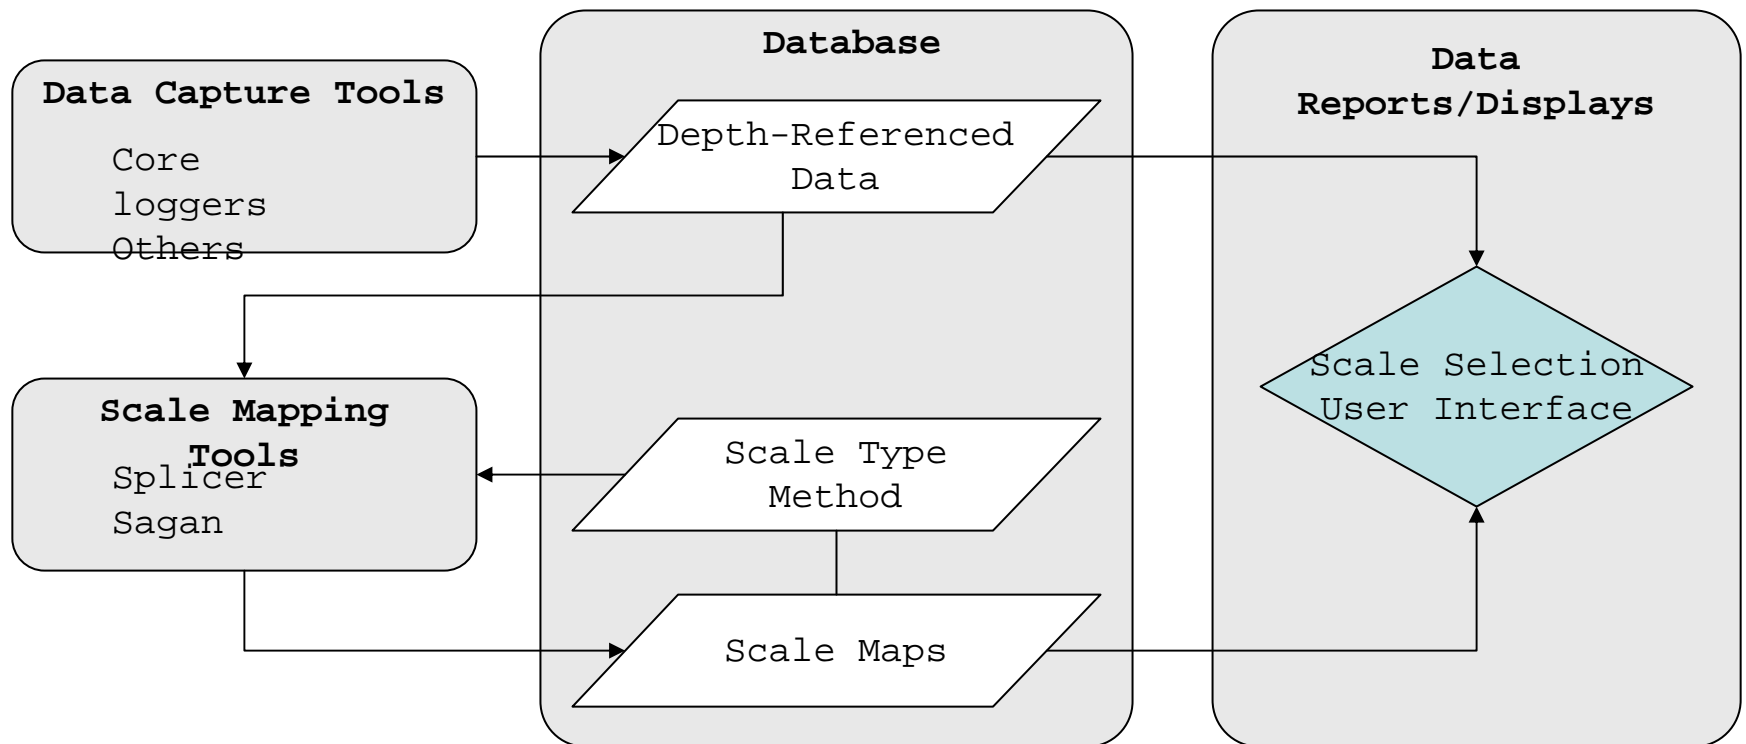 Data Capture Tools
Core
loggers
Others
Scale Mapping
Tools
Splicer
Sagan
Database
Depth-Referenced
Data
Scale Type
Method
Scale Maps
Data
Reports/Displays
Scale Selection
User Interface